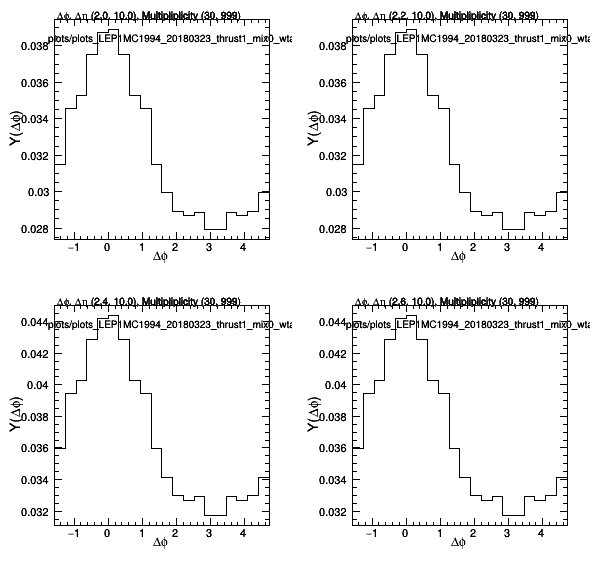 Δϕ, Δη (2.0, 10.0), Multipliplicity (30, 999)
plots/plots_LEP1MC1994_20180323_thrust1_mix0_wta
Y(Δϕ)
0.038
0.036
0.034
0.032
0.03
0.028
−1 0 1 2 3 4
Δϕ
Δϕ, Δη (2.2, 10.0), Multipliplicity (30, 999)
plots/plots_LEP1MC1994_20180323_thrust1_mix0_wta
Y(Δϕ)
0.038
0.036
0.034
0.032
0.03
0.028
−1 0 1 2 3 4
Δϕ
Δϕ, Δη (2.4, 10.0), Multipliplicity (30, 999)
plots/plots_LEP1MC1994_20180323_thrust1_mix0_wta
Y(Δϕ)
0.044
0.042
0.04
0.038
0.036
0.034
0.032
−1 0 1 2 3 4
Δϕ
Δϕ, Δη (2.6, 10.0), Multipliplicity (30, 999)
plots/plots_LEP1MC1994_20180323_thrust1_mix0_wta
Y(Δϕ)
0.044
0.042
0.04
0.038
0.036
0.034
0.032
−1 0 1 2 3 4
Δϕ